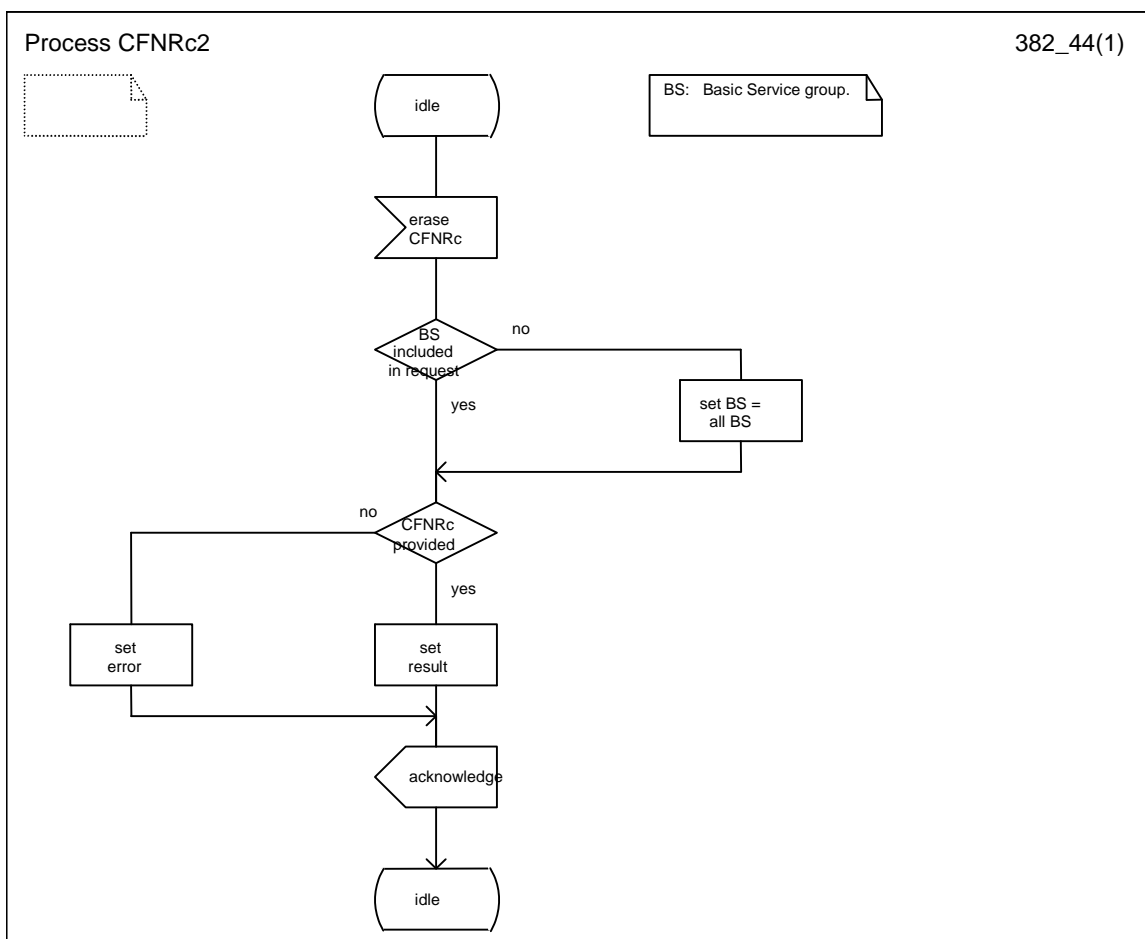 Process CFNRc2
382_44(1)
idle
BS: Basic Service group.
erase
CFNRc
BS
included
in request
no
yes
set BS =
all BS
no
CFNRc
provided
yes
set
error
set
result
acknowledge
idle